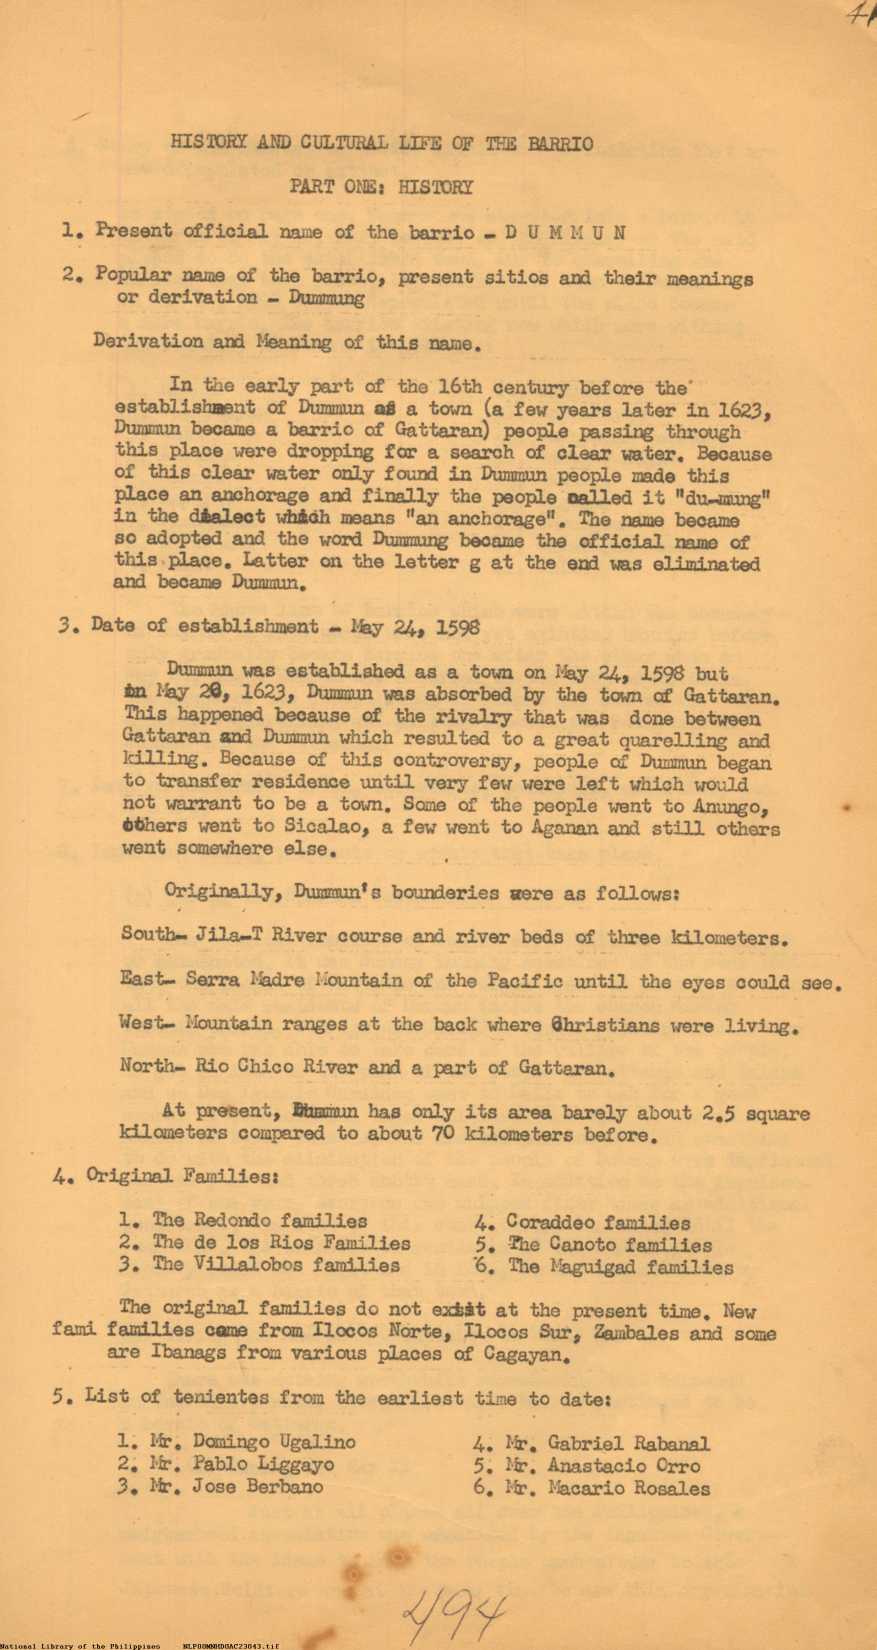 HISTORY AND CULTURAL LIFE OF THE BARRIO
PART ONE: HISTORY
1. Present official name of the barrio - D U M M U N
2. Popular name of the barrio, present sitios and their meanings
or derivation - Dummung
Derivation and Meaning of this name.
In the early part of the 16th century before the
establishment of Dummun as a town (a few years later in 1623,
Dummun became a barrio of Gattaran) people passing through
this place were dropping for a search of clear water. Because
of this clear water only found in Dummun people made this
place an anchorage and finally the people called it "du-mung"
in the dialect which means "an anchorage". The name became
so adopted and the word Dummung became the official name of
this place. Latter on the letter g at the end was eliminated
and became Dummun.
3. Date of establishment - May 24, 1598
Dummun was established as a town on May 24, 1598 but
in May 20, 1623, Dummun was absorbed by the town of Gattaran.
This happened because of the rivalry that was done between
Gattaran and Dummun which resulted to a great quarelling and
killing. Because of this controversy, people of Dummun began
to transfer residence until very few were left which would
not warrant to be a town. Some of the people went to Anungo,
others went to Sicalao, a few went to Aganan and still others
went somewhere else.
Originally, Dummun's bounderies were as follows:
South- Jila-T River course and river beds of three kilometers.
East- Serra Madre Mountain of the Pacific until the eyes could see.
West- Mountain ranges at the back where Christians were living.
North- Rio Chico River and a part of Gattaran.
At present, Dummun has only its area barely about 2.5 square
kilometers compared to about 70 kilometers before.
4. Original Families:
1. The Redondo families 4. Coraddeo families
2. The de los Rios Families 5. The Canoto families
3. The Villalobos families 6. The Maguigad families
The original families do not exist at the present time. New
fami families come from Ilocos Norte, Ilocos Sur, Zambales and some
are Ibanags from various places of Cagayan.
5. List of tenientes from the earliest time to date:
1. Mr. Domingo Ugalino 4. Mr. Gabriel Rabanal
2. Mr. Pablo Liggayo 5. Mr. Anastacio Orro
3. Mr. Jose Berbano 6. Mr. Macario Rosales
494
National Library of the Philippines NLPOOMNHDOAC23043.tif